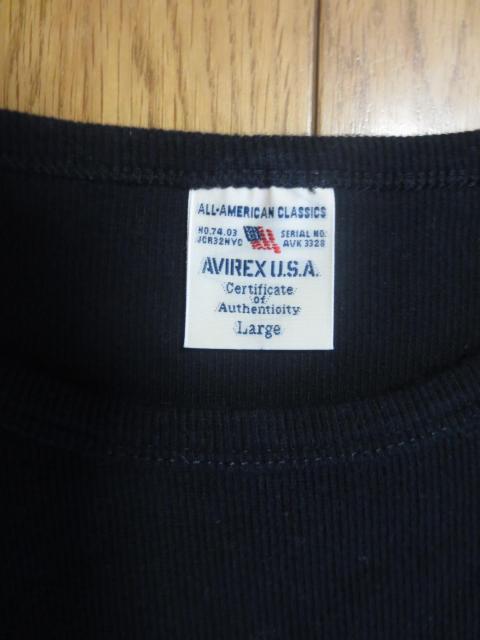 ALL-AMERICAN CLASSICS
NO.74.03 SERIAL NO.
JCR32NYC AVK 3328
AVIREX U.S.A.
Certificate
of
Authenticity
Large